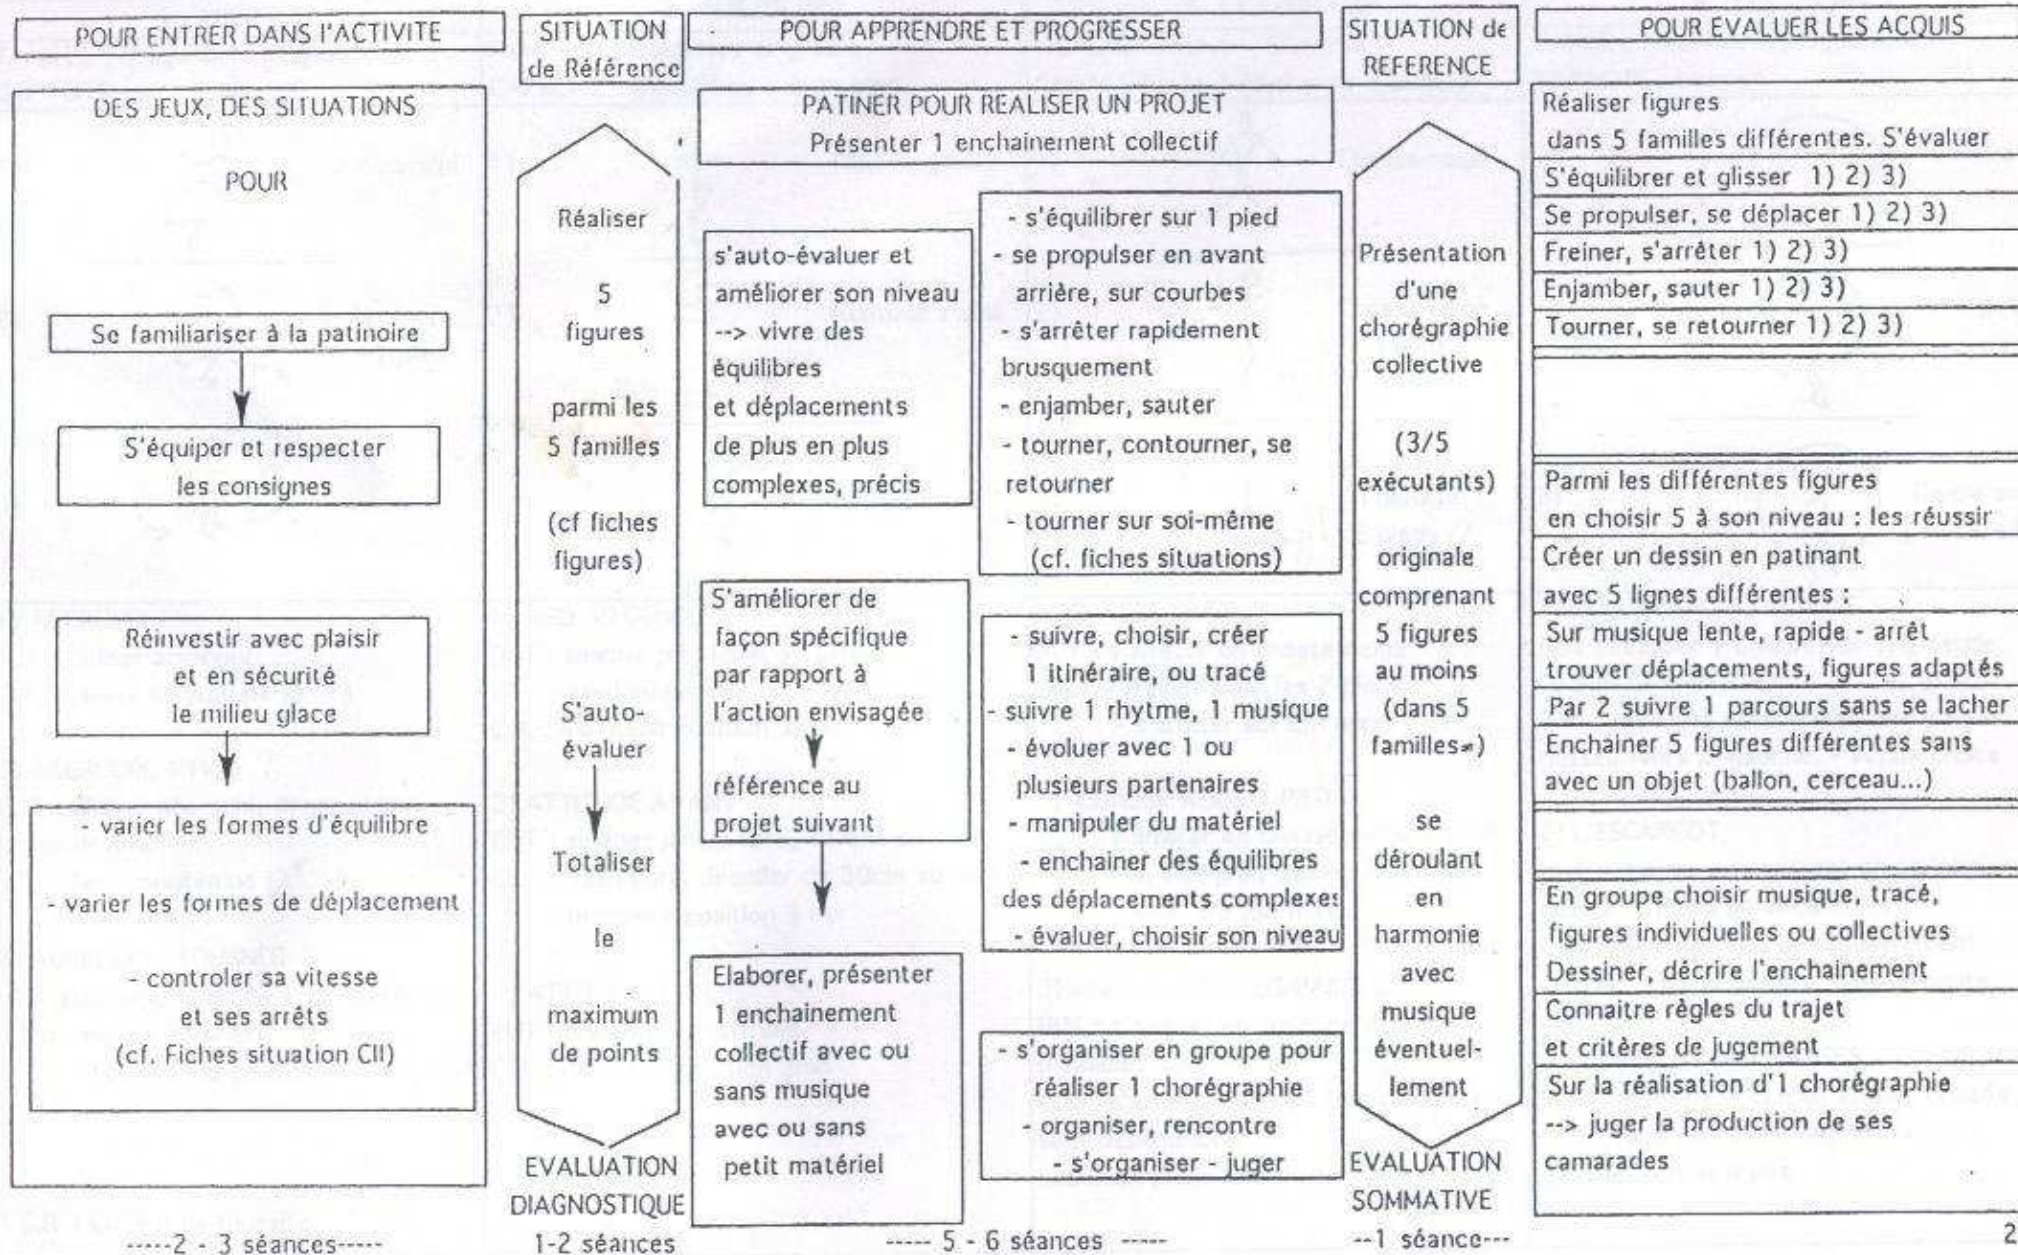 POUR ENTRER DANS l'ACTIVITE
DES JEUX, DES SITUATIONS
POUR
Se familiariser à la patinoire
S'équiper et respecter
les consignes
Réinvestir avec plaisir
et en sécurité
le milieu glace
- varier les formes d'équilibre
- varier les formes de déplacement
- controler sa vitesse
et ses arrêts
(cf. Fiches situation CII)
-----2 - 3 séances-----
SITUATION
de Référence
Réaliser
5
figures
parmi les
5 familles
(cf fiches
figures)
S'auto-
évaluer
Totaliser
le
maximum
de points
EVALUATION
DIAGNOSTIQUE
1-2 séances
POUR APPRENDRE ET PROGRESSER
PATINER POUR REALISER UN PROJET
Présenter 1 enchainement collectif
s'auto-évaluer et
améliorer son niveau
--> vivre des
équilibres
et déplacements
de plus en plus
complexes, précis
- s'équilibrer sur 1 pied
- se propulser en avant
arrière, sur courbes
- s'arrêter rapidement
brusquement
- enjamber, sauter
- tourner, contourner, se
retourner
- tourner sur soi-même
(cf. fiches situations)
S'améliorer de
façon spécifique
par rapport à
l'action envisagée
référence au
projet suivant
- suivre, choisir, créer
1 itinéraire, ou tracé
- suivre 1 rhytme, 1 musique
- évoluer avec 1 ou
plusieurs partenaires
- manipuler du matériel
- enchainer des équilibres
des déplacements complexes
- évaluer, choisir son niveau
Elaborer, présenter
1 enchainement
collectif avec ou
sans musique
avec ou sans
petit matériel
- s'organiser en groupe pour
réaliser 1 chorégraphie
- organiser, rencontre
- s'organiser - juger
----- 5 - 6 séances -----
SITUATION de
REFERENCE
Présentation
d'une
chorégraphie
collective
(3/5
exécutants)
originale
comprenant
5 figures
au moins
(dans 5
familles≠)
se
déroulant
en
harmonie
avec
musique
éventuel-
lement
EVALUATION
SOMMATIVE
--1 séance---
POUR EVALUER LES ACQUIS
Réaliser figures
dans 5 familles différentes. S'évaluer
S'équilibrer et glisser 1) 2) 3)
Se propulser, se déplacer 1) 2) 3)
Freiner, s'arrêter 1) 2) 3)
Enjamber, sauter 1) 2) 3)
Tourner, se retourner 1) 2) 3)
Parmi les différentes figures
en choisir 5 à son niveau : les réussir
Créer un dessin en patinant
avec 5 lignes différentes :
Sur musique lente, rapide - arrêt
trouver déplacements, figures adaptés
Par 2 suivre 1 parcours sans se lacher
Enchainer 5 figures différentes sans
avec un objet (ballon, cerceau...)
En groupe choisir musique, tracé,
figures individuelles ou collectives
Dessiner, décrire l'enchainement
Connaitre règles du trajet
et critères de jugement
Sur la réalisation d'1 chorégraphie
--> juger la production de ses
camarades
2